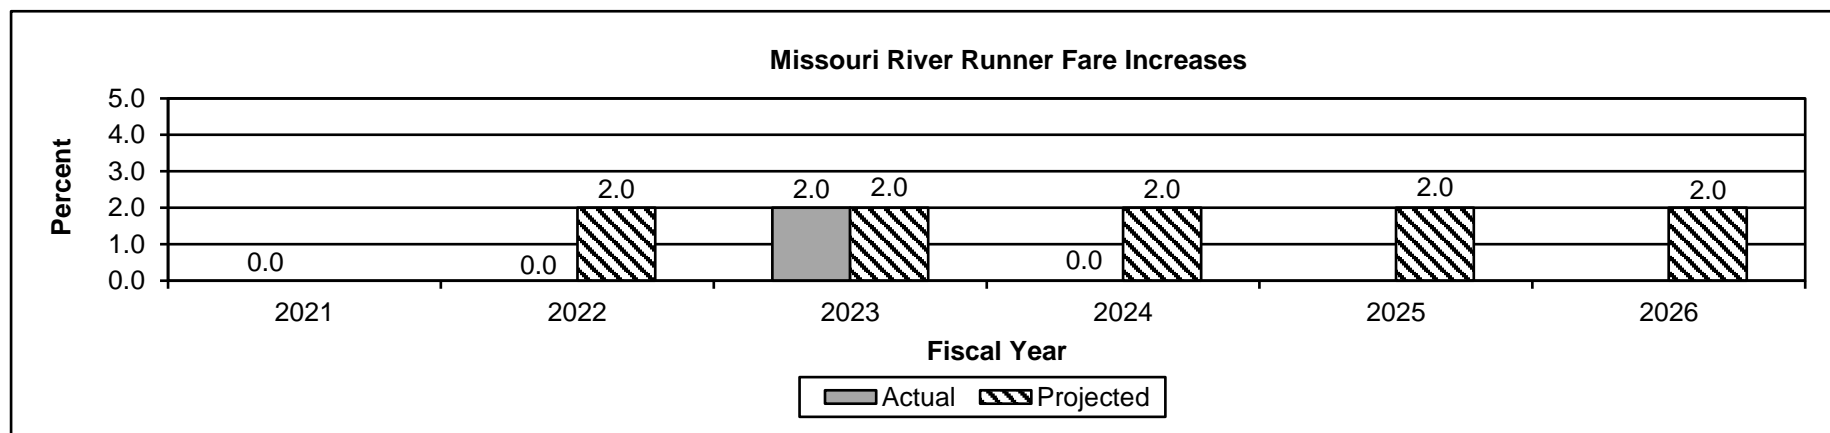 Missouri River Runner Fare Increases
Percent
5.0
4.0
3.0
2.0
1.0
0.0
0.0
0.0 2.0
2.0 2.0
0.0 2.0
2.0
2.0
2021 2022 2023 2024 2025 2026
Fiscal Year
Actual Projected